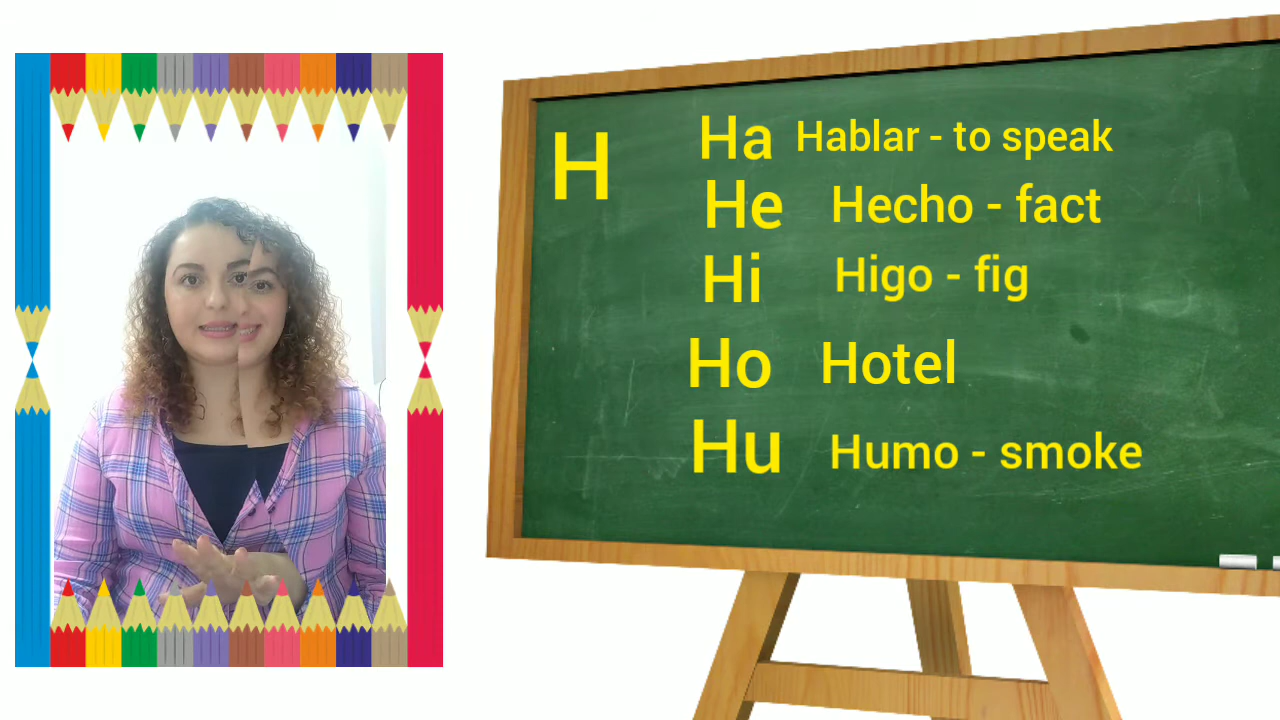 H
Ha Hablar - to speak
He Hecho - fact
Hi Higo - fig
Ho Hotel
Hu Humo - smoke